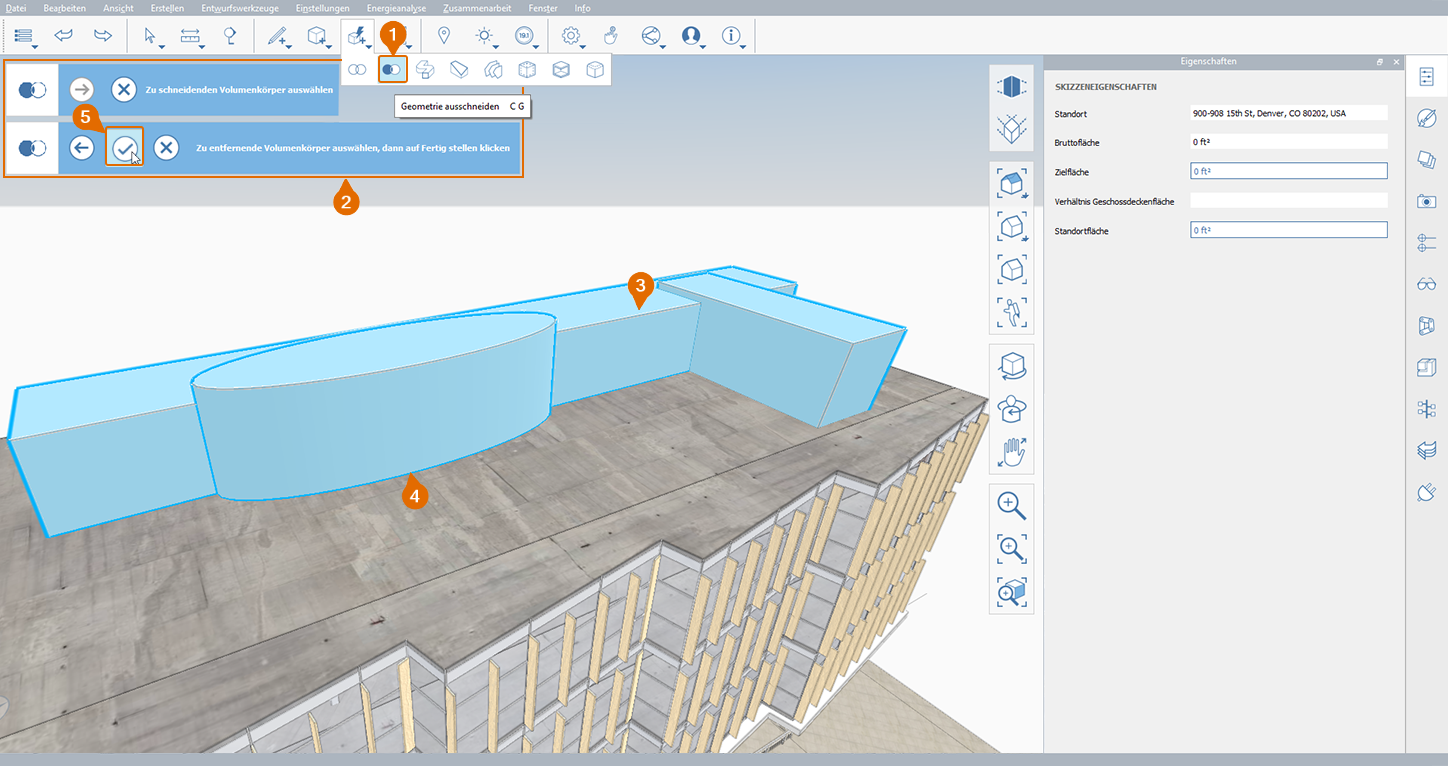 Datei Bearbeiten Ansicht Erstellen Entwurfswerkzeuge Einstellungen Energieanalyse Zusammenarbeit Fenster Info
19.1
1
Geometrie ausschneiden C G
Zu schneidenden Volumenkörper auswählen
5
Zu entfernende Volumenkörper auswählen, dann auf Fertig stellen klicken
2
3
4
Eigenschaften
SKIZZENEIGENSCHAFTEN
Standort 900-908 15th St, Denver, CO 80202, USA
Bruttofläche 0 ft²
Zielfläche 0 ft²
Verhältnis Geschossdeckenfläche
Standortfläche 0 ft²